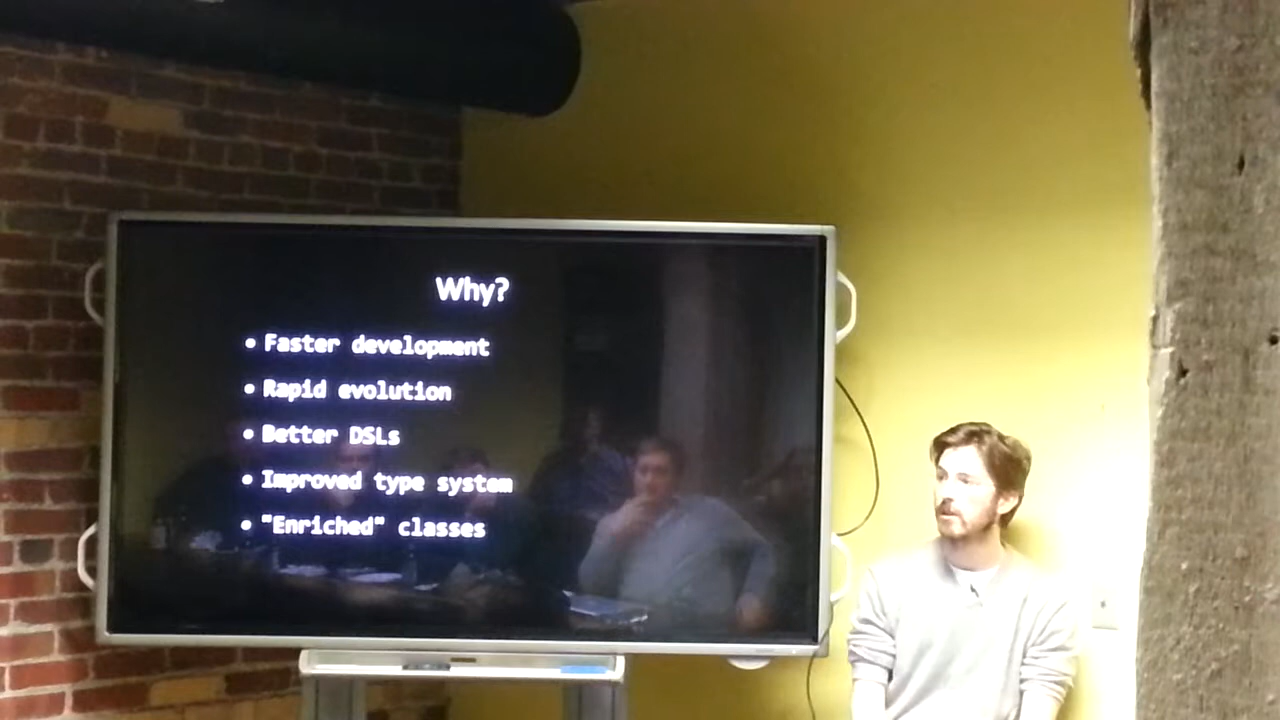 Why?
• Faster development
• Rapid evolution
• Better DSLs
• Improved type system
• "Enriched" classes